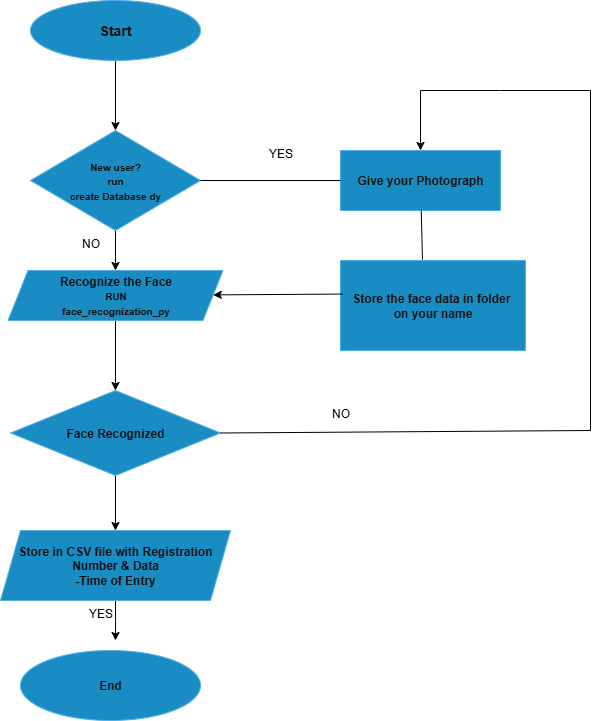 Start
New user?
run
create Database dy
YES
Give your Photograph
NO
Recognize the Face
RUN
face_recognization_py
Store the face data in folder
on your name
Face Recognized
NO
Store in CSV file with Registration
Number & Data
-Time of Entry
YES
End